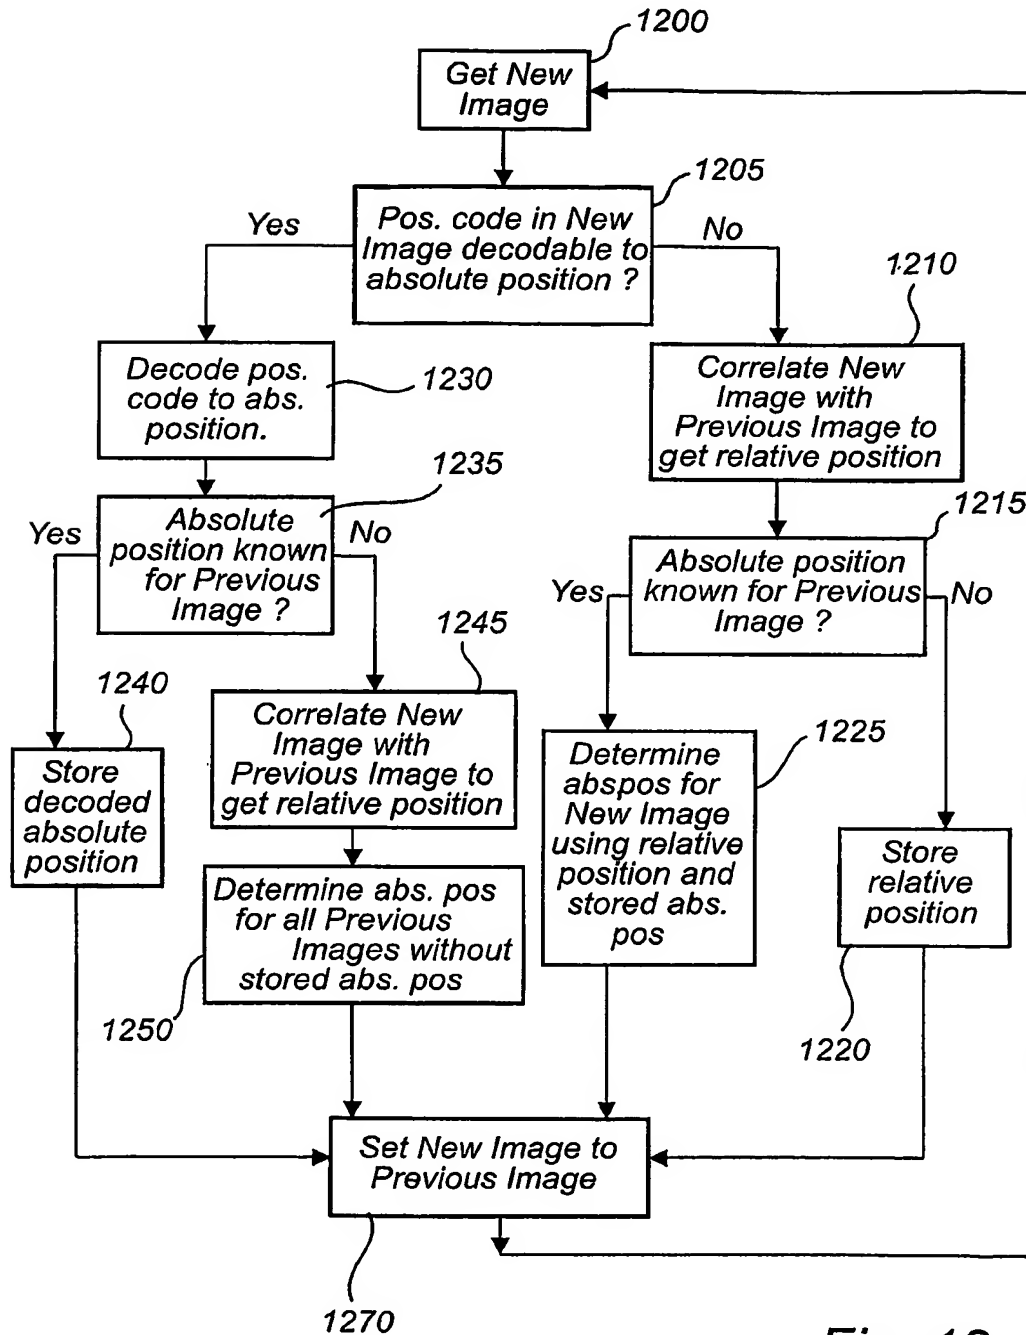 1200
Get New
Image
1205
Pos. code in New
Image decodable to
absolute position ?
Yes
No
1210
Decode pos.
code to abs.
position.
1230
Correlate New
Image with
Previous Image to
get relative position
1235
1215
Absolute
position known
for Previous
Image ?
Yes
No
Absolute position
known for Previous
Image ?
Yes
No
1240
1245
Store
decoded
absolute
position
Correlate New
Image with
Previous Image to
get relative position
1225
Determine
abspos for
New Image
using relative
position and
stored abs.
pos
Store
relative
position
Determine abs. pos
for all Previous
Images without
stored abs. pos
1250
1220
Set New Image to
Previous Image
1270